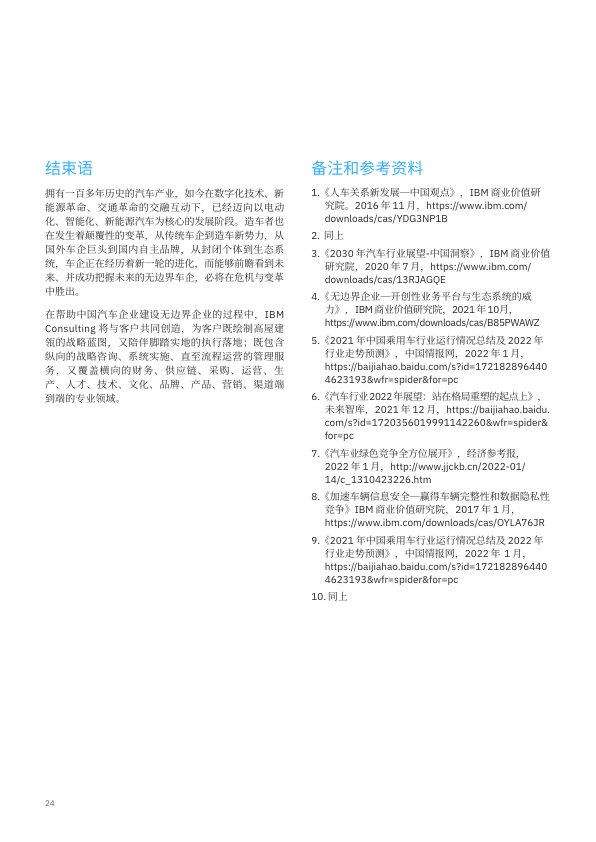 结束语
拥有一百多年历史的汽车产业，如今在数字化技术、新
能源革命、交通革命的交融互动下，已经迈向以电动
化、智能化、新能源汽车为核心的发展阶段。造车者也
在发生着颠覆性的变革，从传统车企到造车新势力，从
国外车企巨头到国内自主品牌，从封闭个体到生态系
统，车企正在经历着新一轮的进化，而能够前瞻看到未
来、并成功把握未来的无边界车企，必将在危机与变革
中胜出。
在帮助中国汽车企业建设无边界企业的过程中，IBM
Consulting 将与客户共同创造，为客户既绘制高屋建
瓴的战略蓝图，又陪伴脚踏实地的执行落地；既包含
纵向的战略咨询、系统实施、直至流程运营的管理服
务，又覆盖横向的财务、供应链、采购、运营、生
产、人才、技术、文化、品牌、产品、营销、渠道端
到端的专业领域。
备注和参考资料
1.《人车关系新发展—中国观点》，IBM 商业价值研
究院。2016 年 11 月，https://www.ibm.com/
downloads/cas/YDG3NP1B
2. 同上
3.《2030 年汽车行业展望-中国洞察》，IBM 商业价值
研究院，2020 年 7 月，https://www.ibm.com/
downloads/cas/13RJAGQE
4.《无边界企业—开创性业务平台与生态系统的威
力》，IBM 商业价值研究院，2021 年10月，
https://www.ibm.com/downloads/cas/B85PWAWZ
5.《2021 年中国乘用车行业运行情况总结及 2022 年
行业走势预测》，中国情报网，2022 年 1 月，
https://baijiahao.baidu.com/s?id=172182896440
4623193&wfr=spider&for=pc
6.《汽车行业 2022 年展望：站在格局重塑的起点上》，
未来智库，2021 年 12 月，https://baijiahao.baidu.
com/s?id=1720356019991142260&wfr=spider&
for=pc
7.《汽车业绿色竞争全方位展开》，经济参考报，
2022 年 1 月，http://www.jjckb.cn/2022-01/
14/c_1310423226.htm
8.《加速车辆信息安全—赢得车辆完整性和数据隐私性
竞争》IBM 商业价值研究院，2017 年 1 月，
https://www.ibm.com/downloads/cas/OYLA76JR
9.《2021 年中国乘用车行业运行情况总结及 2022 年
行业走势预测》，中国情报网，2022 年 1 月，
https://baijiahao.baidu.com/s?id=172182896440
4623193&wfr=spider&for=pc
10. 同上
24